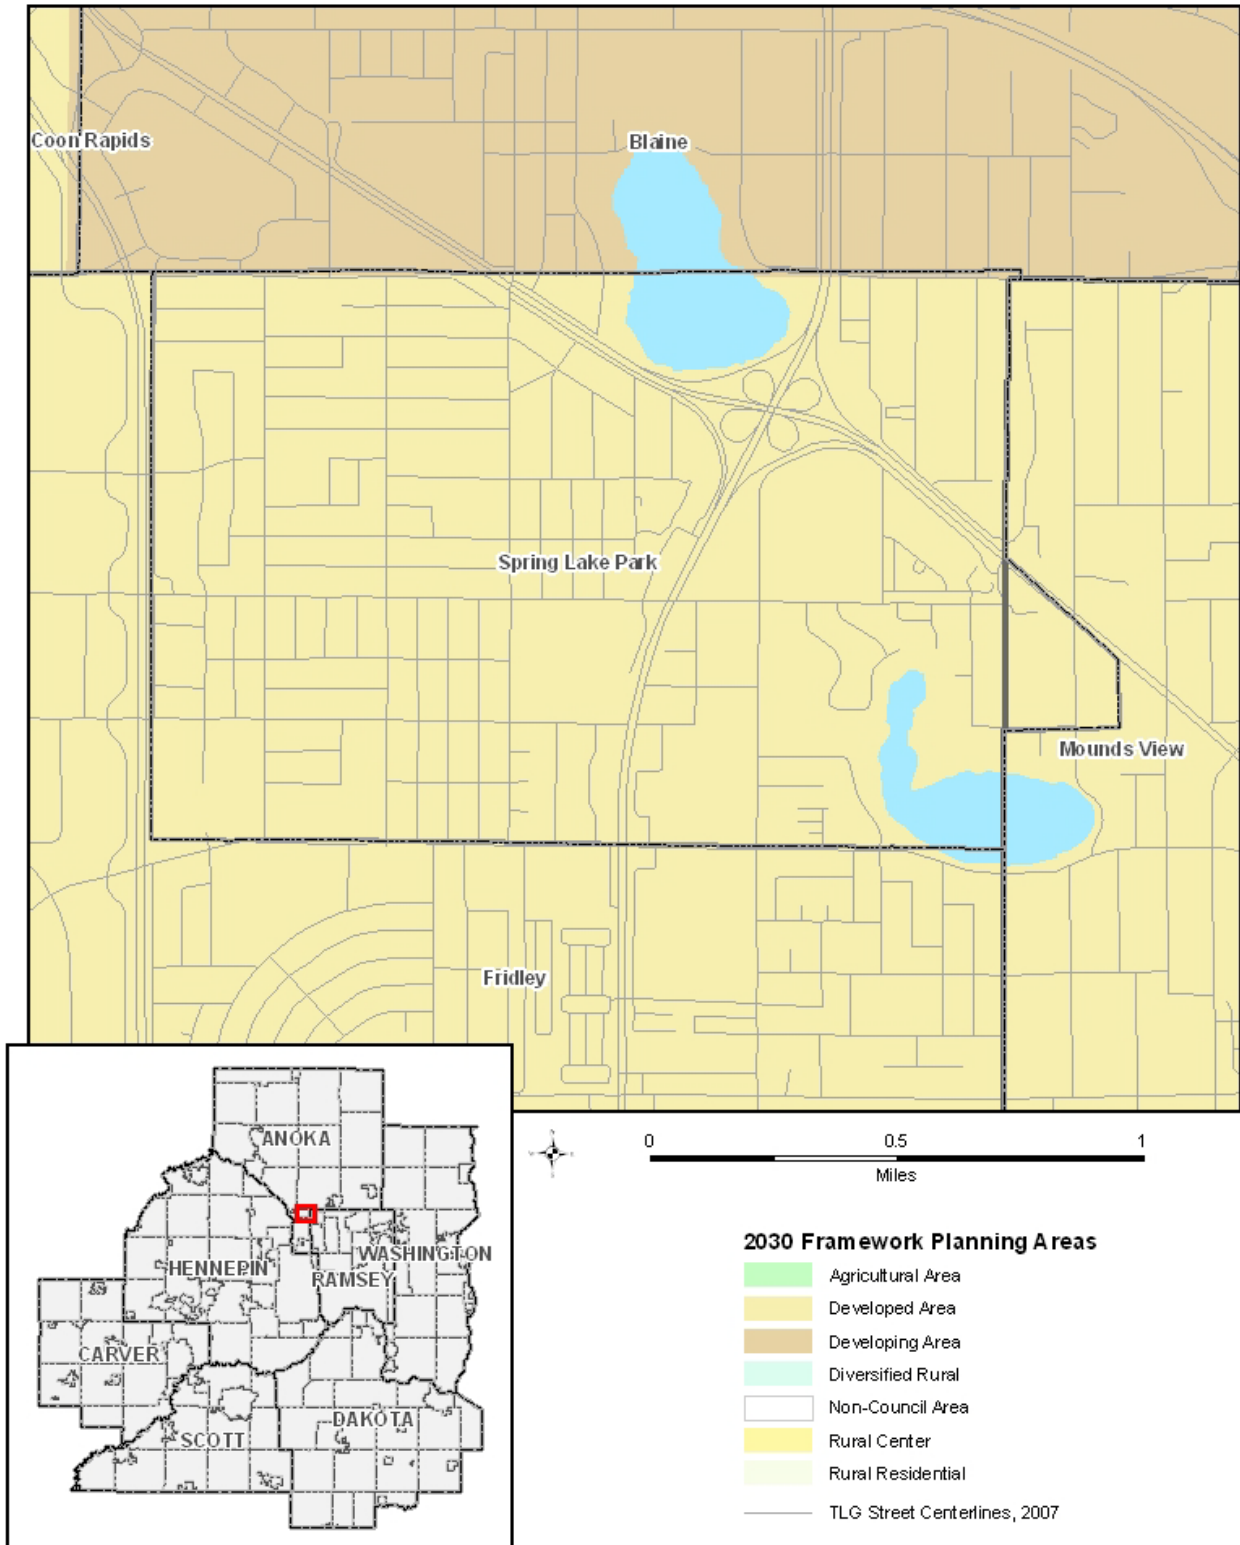 Coon Rapids
Blaine
Spring Lake Park
Mounds View
Fridley
ANOKA
HENNEPIN
WASHINGTON
RAMSEY
CARVER
SCOTT
DAKOTA
0 0.5 1
Miles
2030 Framework Planning Areas
Agricultural Area
Developed Area
Developing Area
Diversified Rural
Non-Council Area
Rural Center
Rural Residential
TLG Street Centerlines, 2007